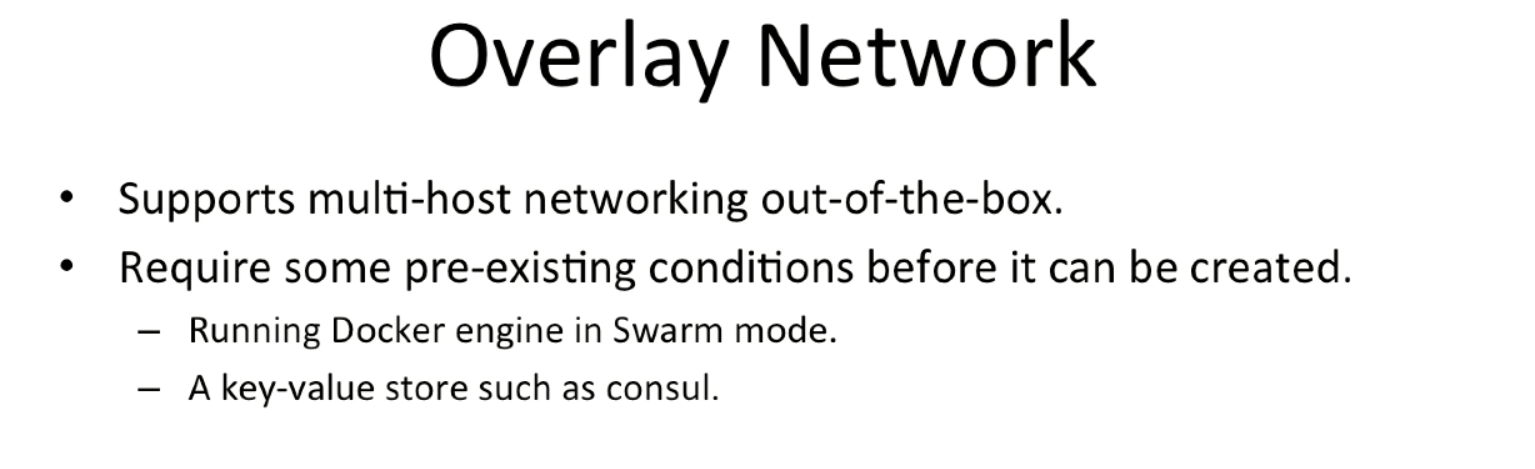 Overlay Network
• Supports multi-host networking out-of-the-box.
• Require some pre-existing conditions before it can be created.
– Running Docker engine in Swarm mode.
– A key-value store such as consul.